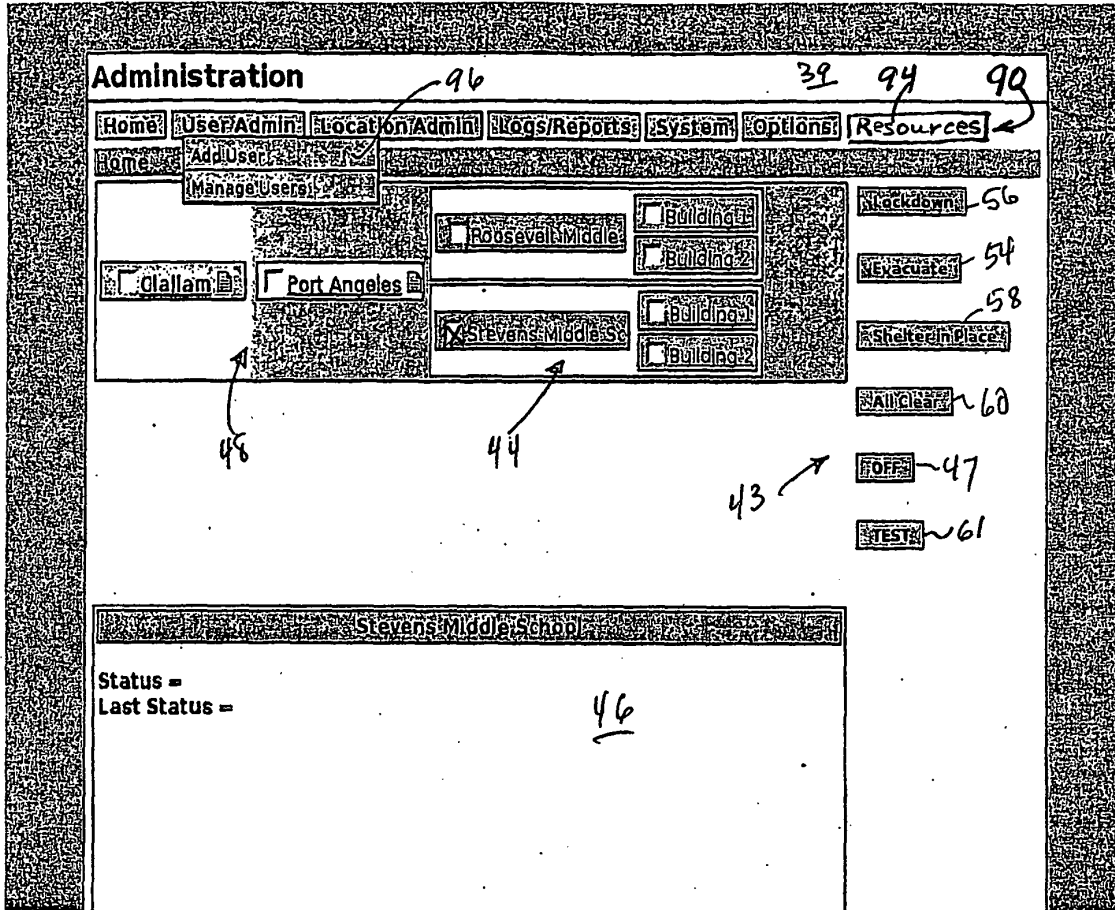 Administration 96 39 94 90
Home User Admin Location Admin Logs/Reports System Options Resources
Home Add User
Manage Users
Lockdown 56
Building 1
Roosevelt Middle
Building 2
Evacuate 54
Clallam Port Angeles
58
Building 1
Shelter In Place
Stevens Middle Sc
Building 2
All Clear 60
48 44
OFF 47
43
TEST 61
Stevens Middle School
Status =
Last Status = 46